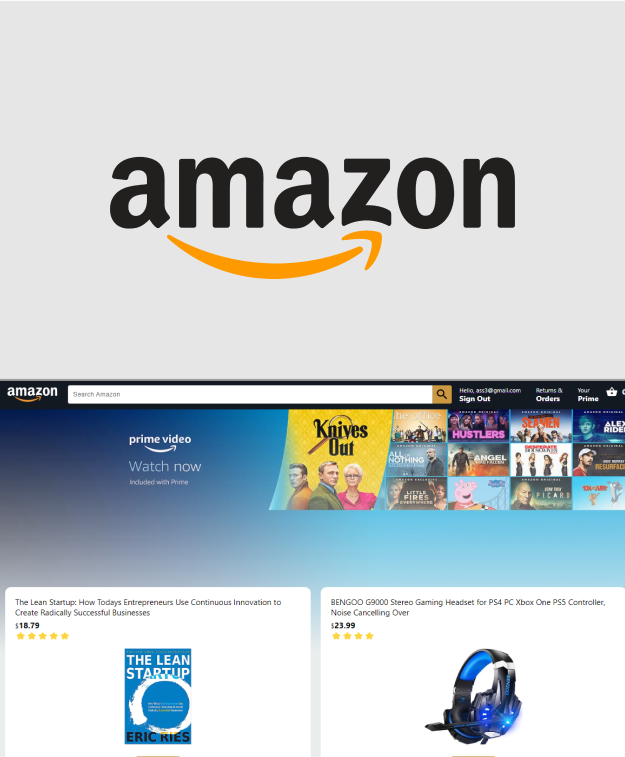 amazon
amazon
Search Amazon
Hello, ass3@gmail.com
Sign Out
Returns &
Orders
Your
Prime
prime video
Watch now
Included with Prime
Knives
Out
the office
HUSTLERS
ALL
NOTHING
ANGEL
HAS FALLEN
LITTLE
FIRES
EVERYWHERE
PICARD
The Lean Startup: How Todays Entrepreneurs Use Continuous Innovation to
Create Radically Successful Businesses
$18.79
THE LEAN
STARTUP
ERIC RIES
BENGOO G9000 Stereo Gaming Headset for PS4 PC Xbox One PS5 Controller,
Noise Cancelling Over
$23.99